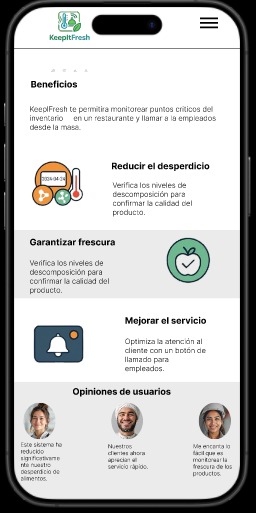 KeepItFresh
Beneficios
KeepIFresh te permitira monitorear puntos criticos del
inventario en un restaurante y llamar a la empleados
desde la masa.
2024-04-24
Reducir el desperdicio
Verifica los niveles de
descomposición para
confirmar la calidad del
producto.
Garantizar frescura
Verifica los niveles de
descomposición para
confirmar la calidad del
producto.
Mejorar el servicio
Optimiza la atención al
cliente con un botón de
llamado para
empleados.
Opiniones de usuarios
Este sistema ha
reducido
significativame
nte nuestro
desperdicio de
alimentos.
Nuestros
clientes ahora
aprecian el
servicio rápido.
Me encanta lo
fácil que es
monitorear la
frescura de los
productos.